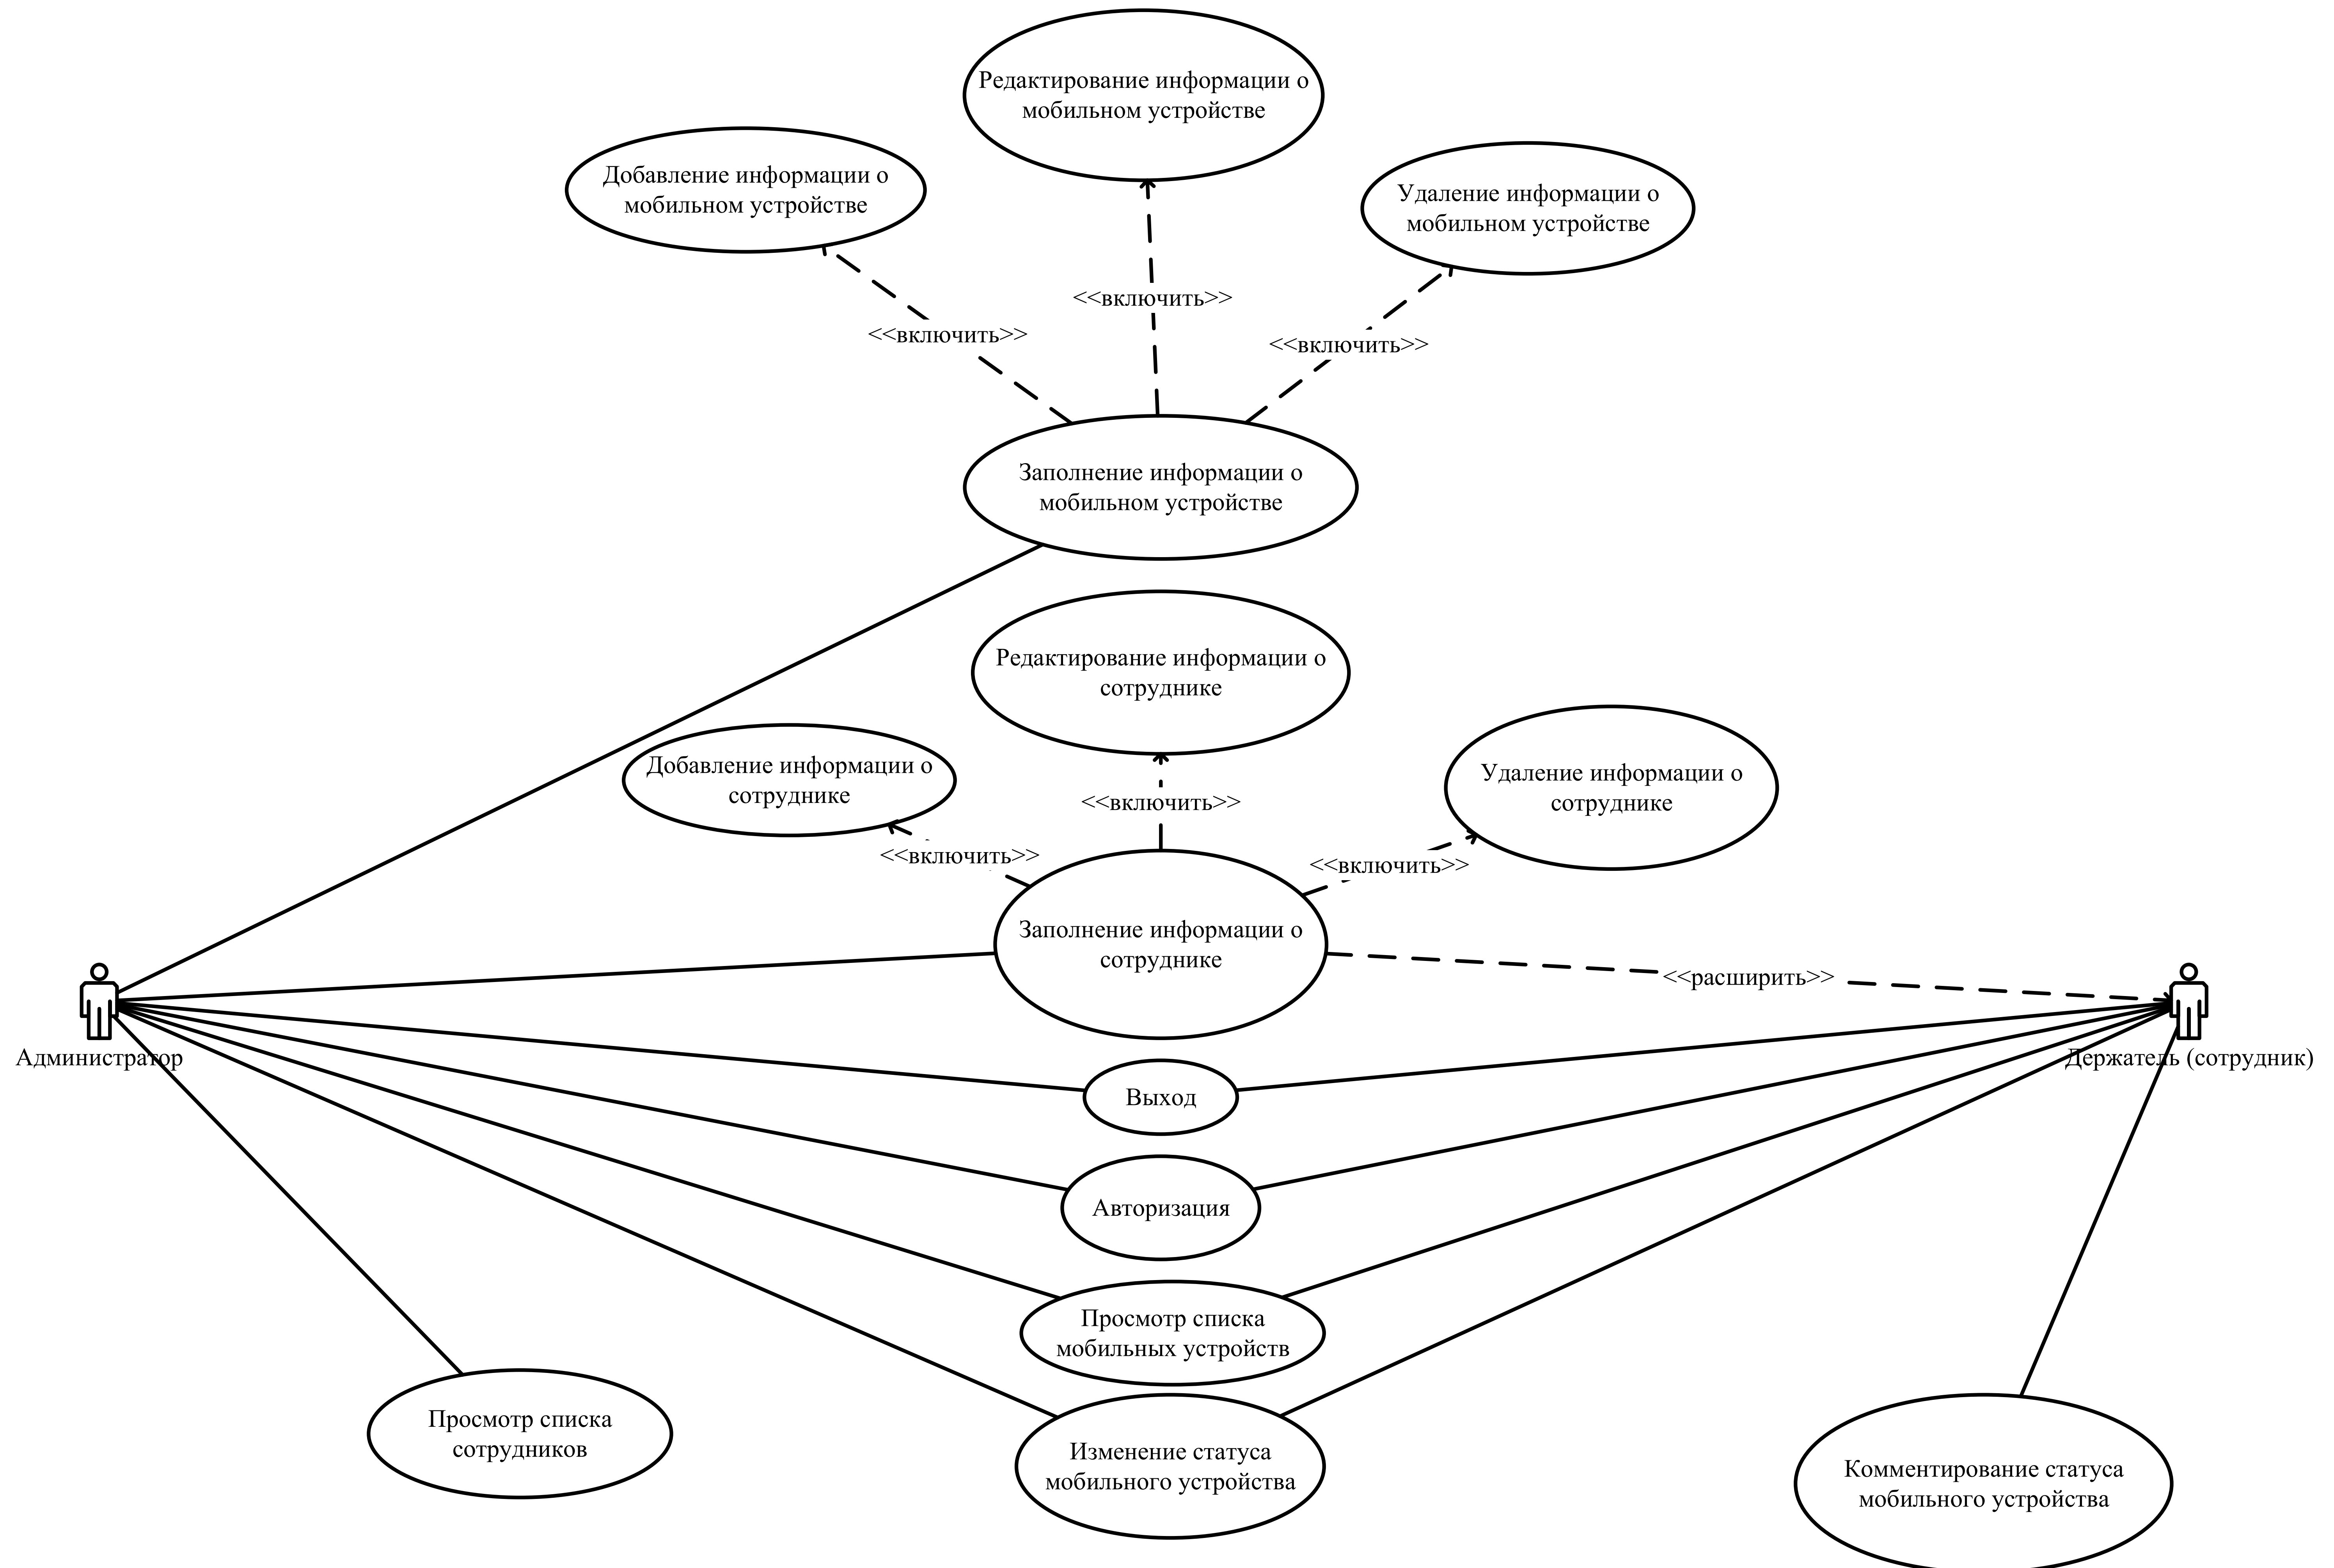 Редактирование информации о
мобильном устройстве
Добавление информации о
мобильном устройстве
Удаление информации о
мобильном устройстве
<<включить>>
<<включить>>
<<включить>>
Заполнение информации о
мобильном устройстве
Редактирование информации о
сотруднике
Добавление информации о
сотруднике
Удаление информации о
сотруднике
<<включить>>
<<включить>>
<<включить>>
Заполнение информации о
сотруднике
<<расширить>>
Администратор
Держатель (сотрудник)
Выход
Авторизация
Просмотр списка
мобильных устройств
Просмотр списка
сотрудников
Изменение статуса
мобильного устройства
Комментирование статуса
мобильного устройства